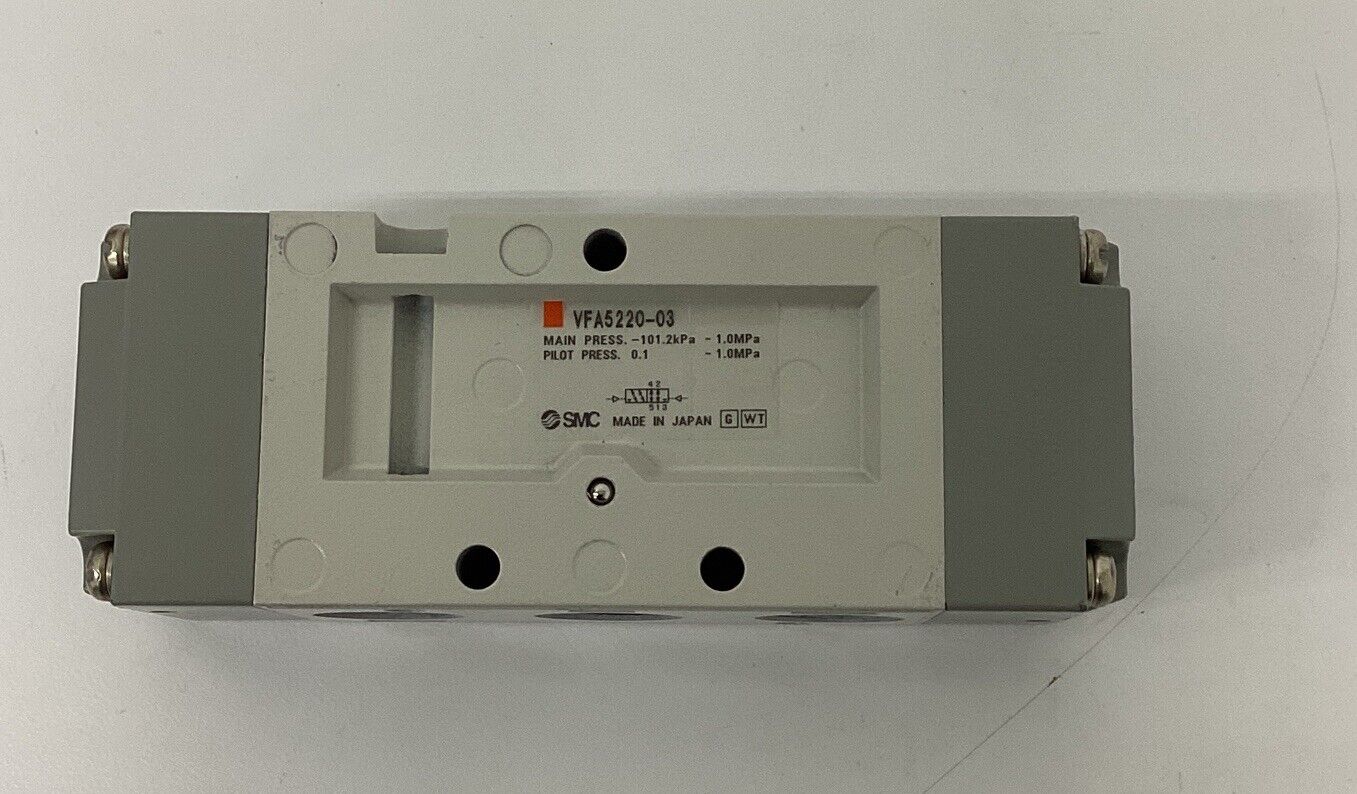 VFA5220-03
MAIN PRESS. -101.2kPa - 1.0MPa
PILOT PRESS. 0.1 - 1.0MPa
42
513
SMC MADE IN JAPAN G WT